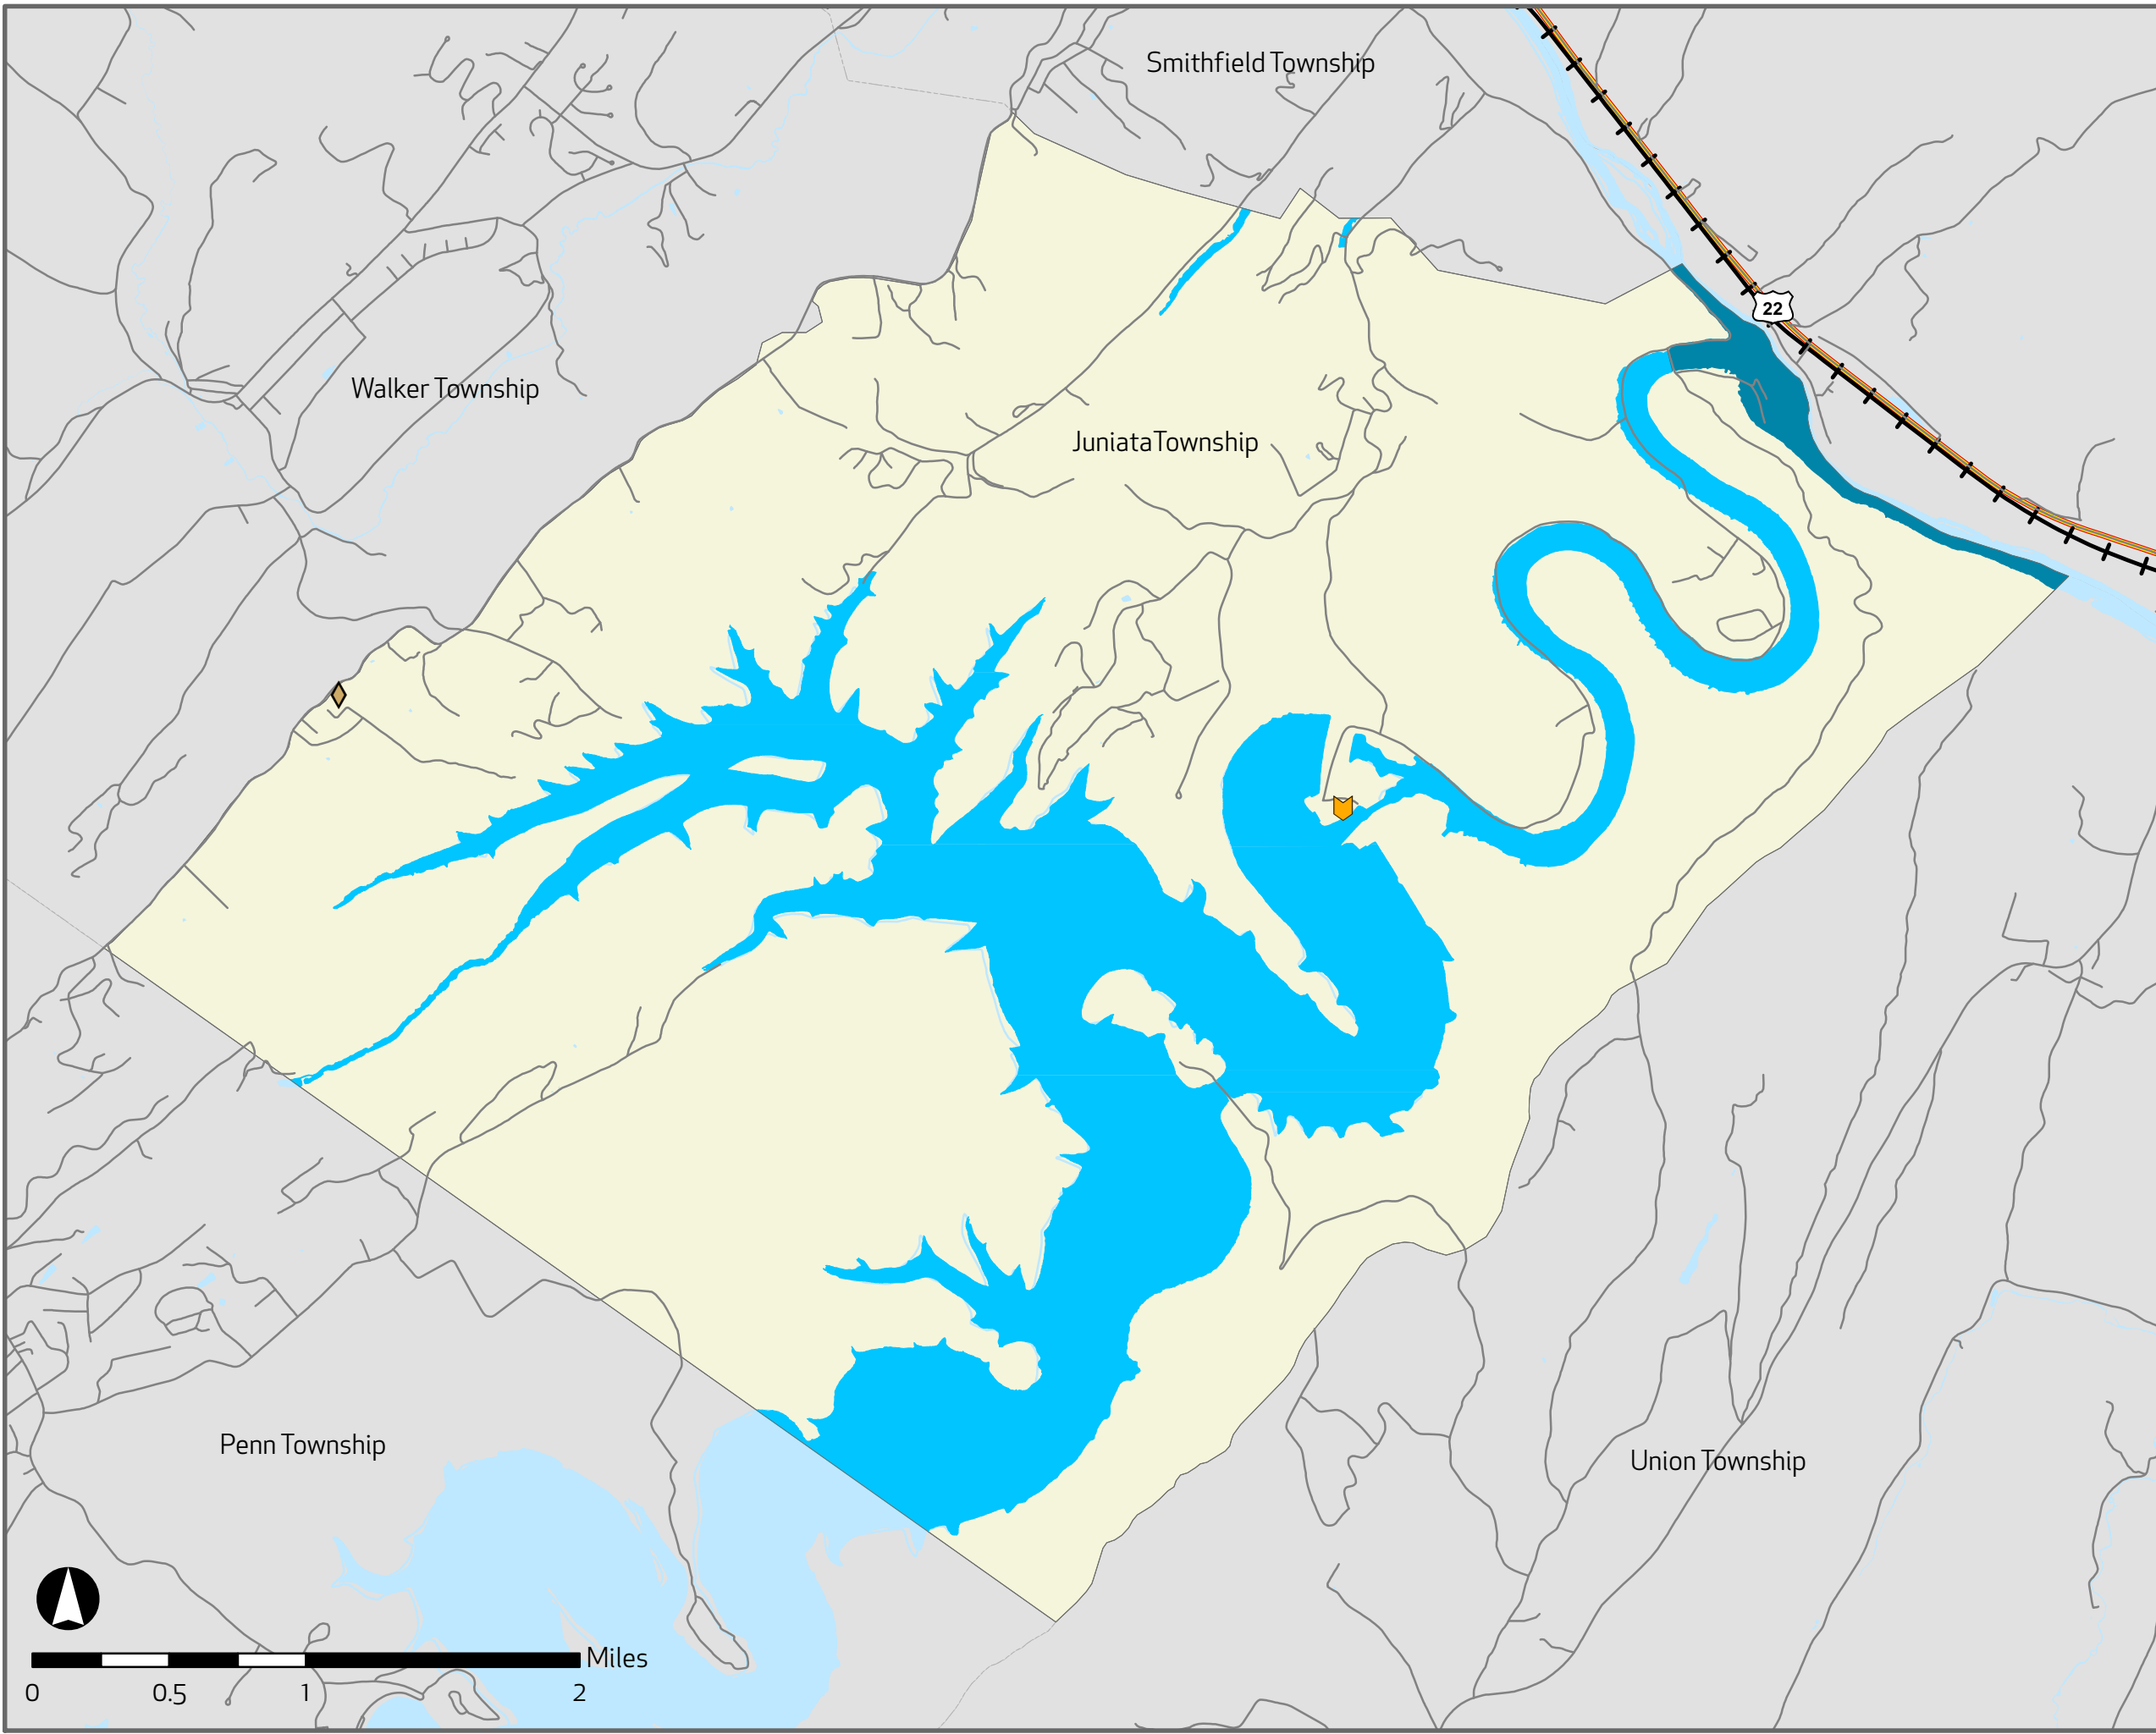 Smithfield Township
22
Walker Township
JuniataTownship
Penn Township
Union Township
Miles
0 0.5 1 2